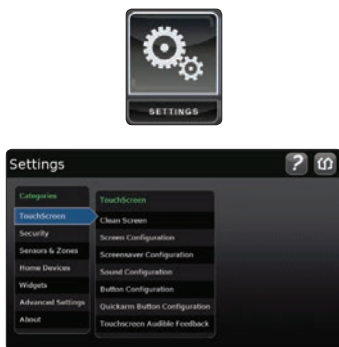 SETTINGS
Settings
?
Categories
TouchScreen
Security
Sensors & Zones
Home Devices
Widgets
Advanced Settings
About
TouchScreen
Clean Screen
Screen Configuration
Screensaver Configuration
Sound Configuration
Button Configuration
Quickarm Button Configuration
Touchscreen Audible Feedback